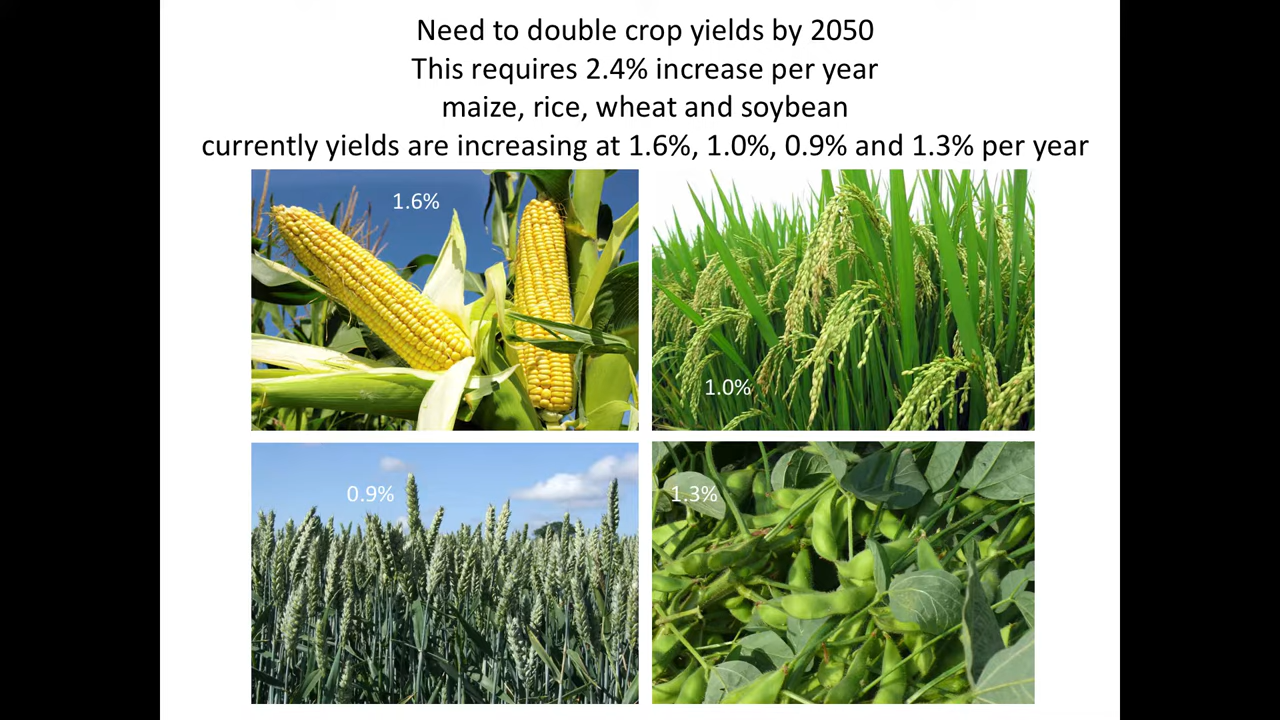 Need to double crop yields by 2050
This requires 2.4% increase per year
maize, rice, wheat and soybean
currently yields are increasing at 1.6%, 1.0%, 0.9% and 1.3% per year
1.6%
1.0%
0.9%
1.3%